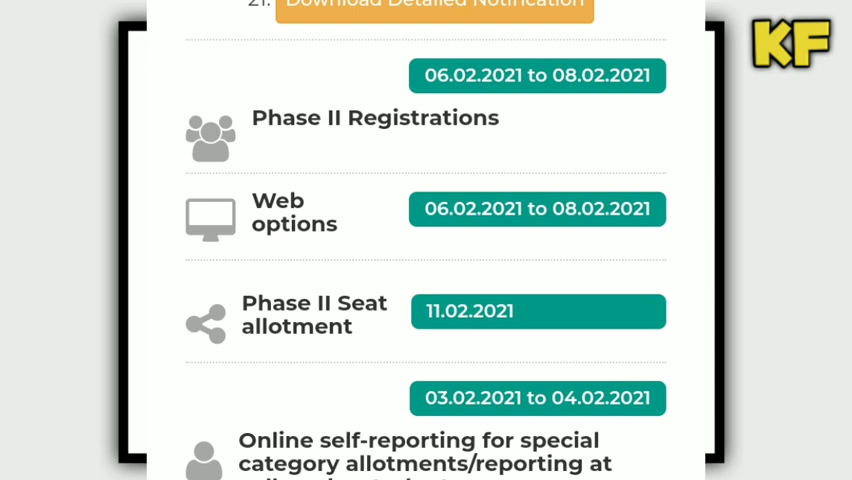 21. Download Detailed Notification
KF
06.02.2021 to 08.02.2021
Phase II Registrations
Web
options
06.02.2021 to 08.02.2021
Phase II Seat
allotment
11.02.2021
03.02.2021 to 04.02.2021
Online self-reporting for special
category allotments/reporting at